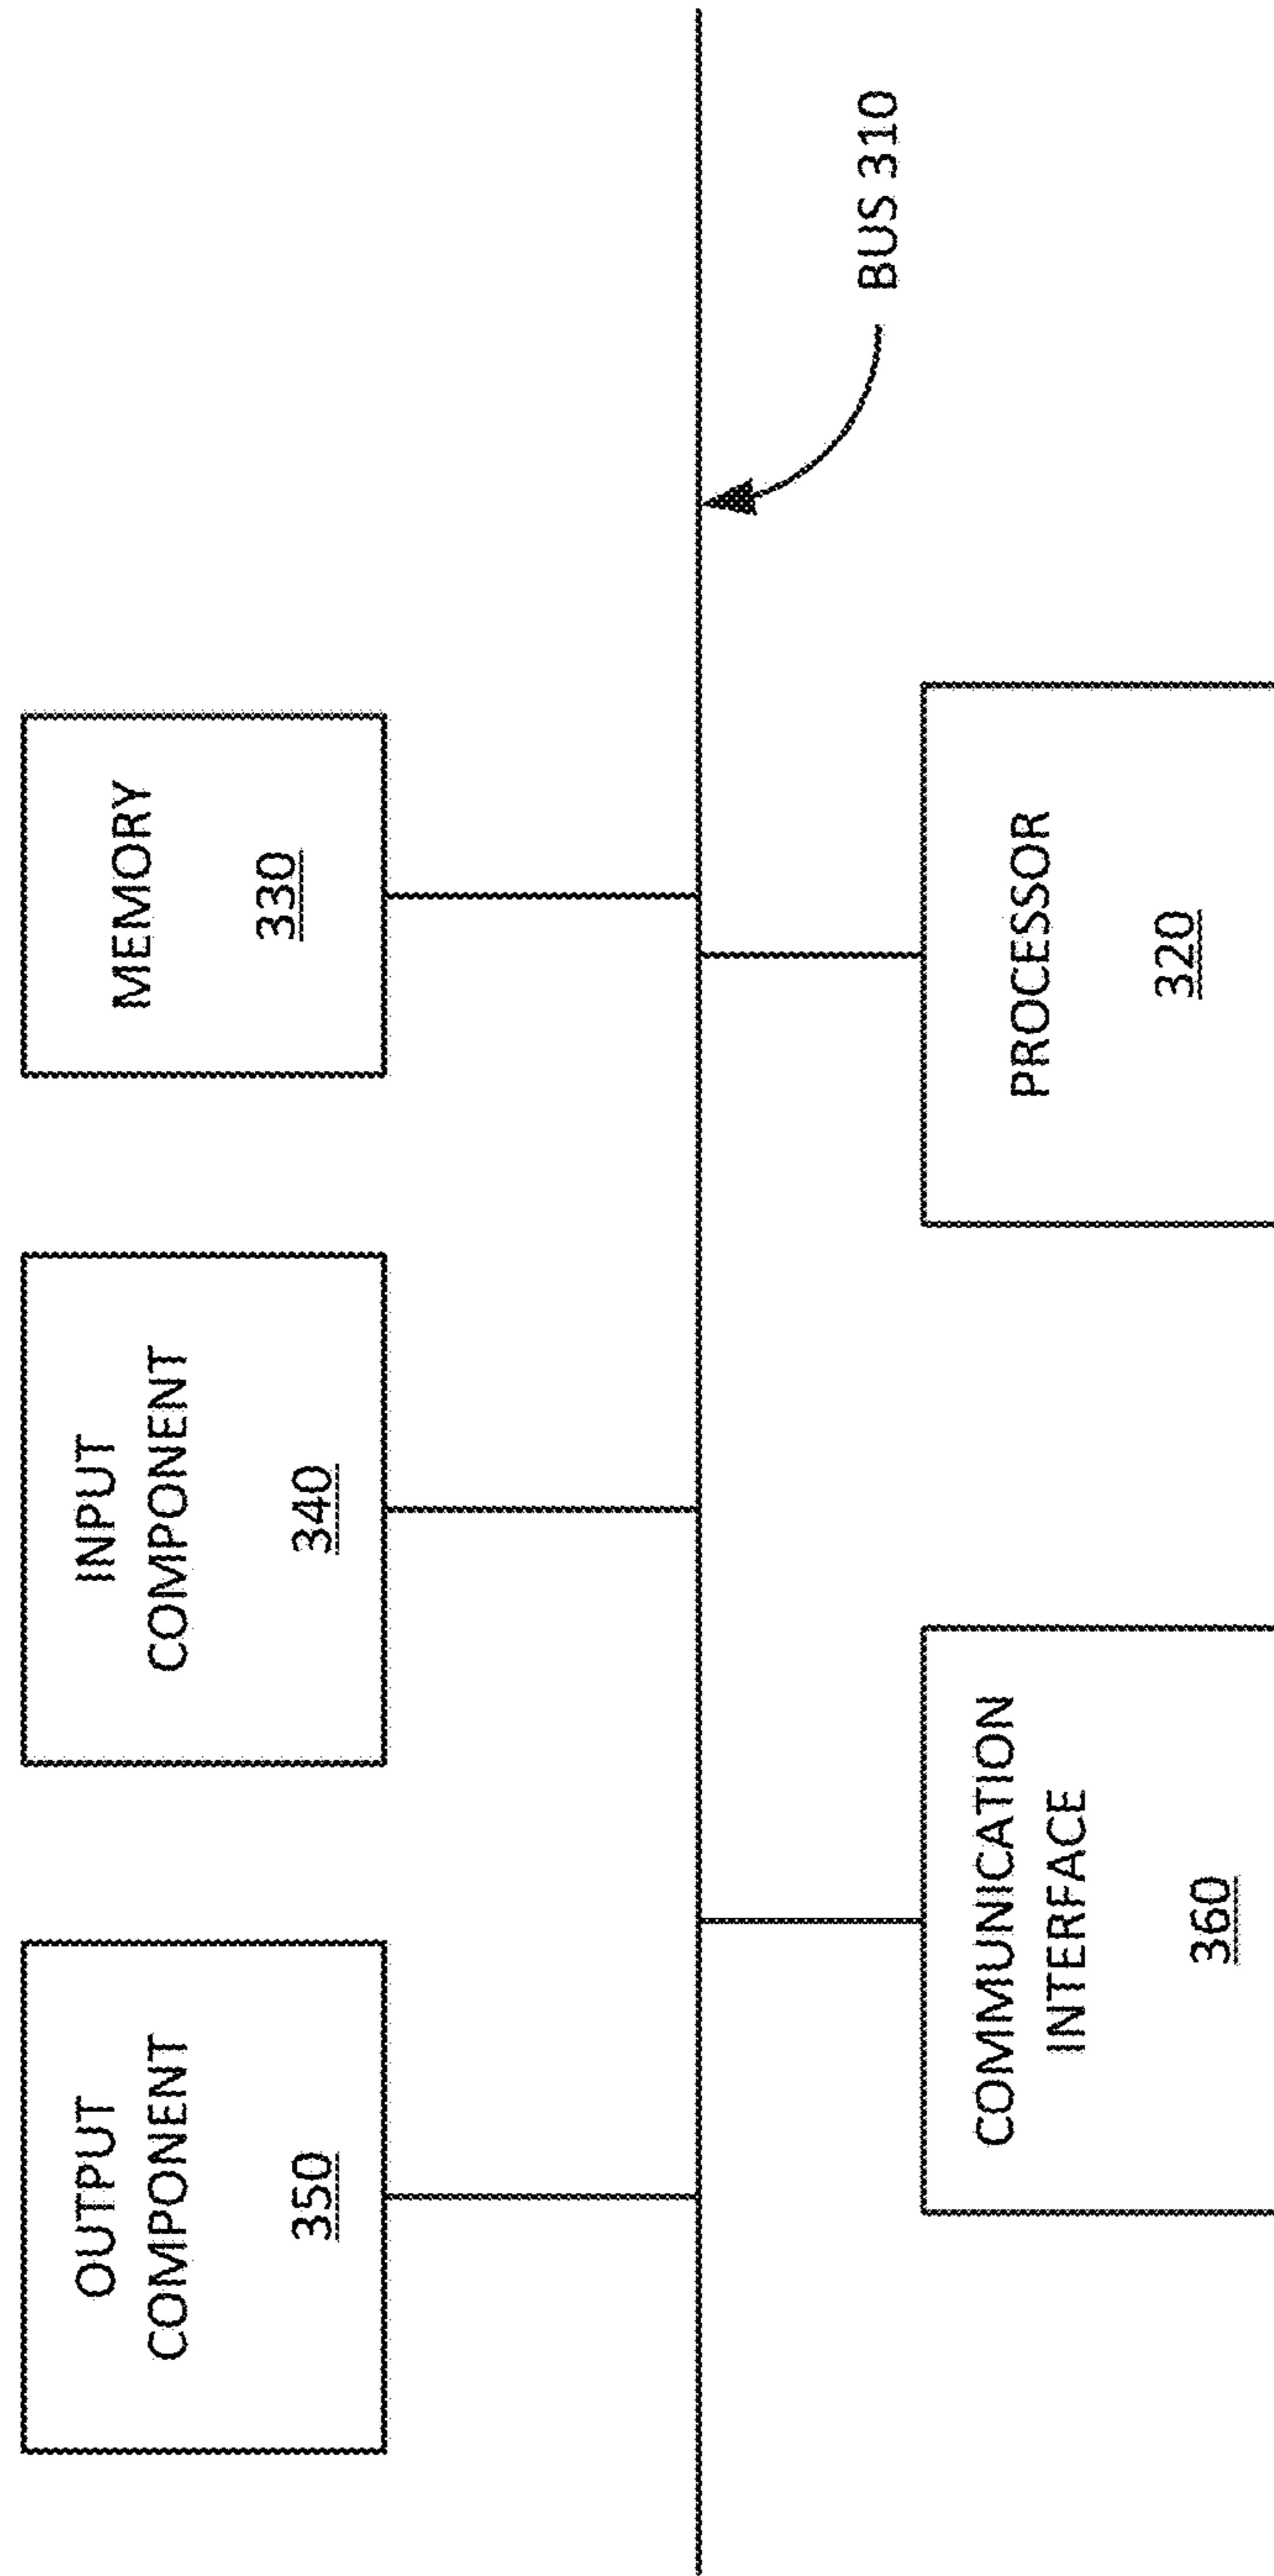 OUTPUT
COMPONENT
350
INPUT
COMPONENT
340
MEMORY
330
BUS 310
COMMUNICATION
INTERFACE
360
PROCESSOR
320